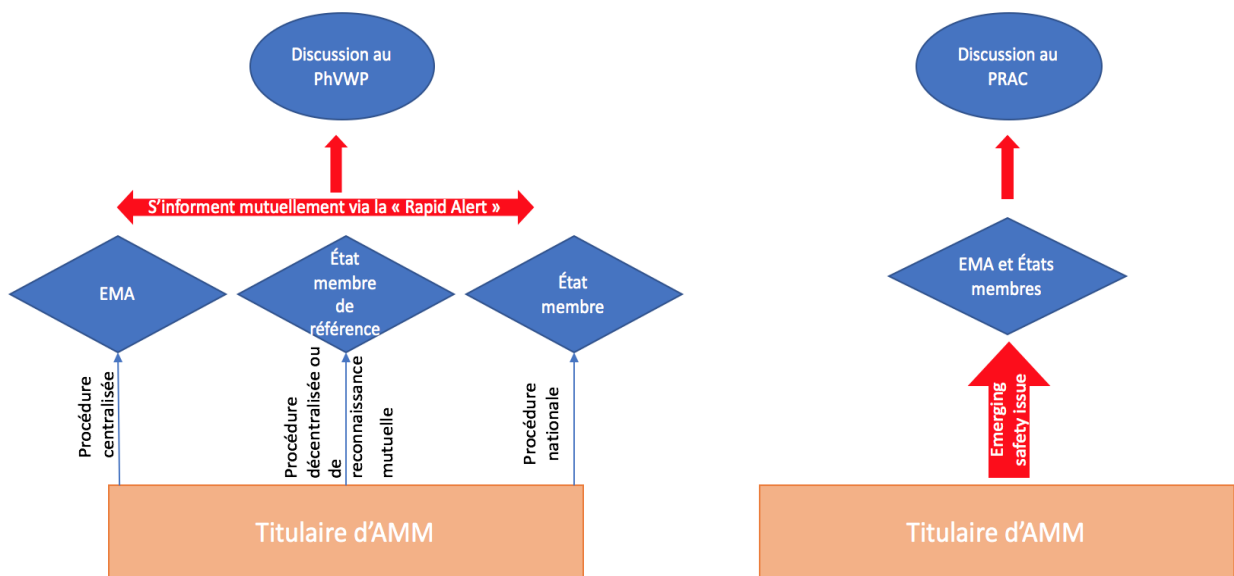 Discussion au
PhVWP
S'informent mutuellement via la « Rapid Alert »
EMA
État
membre
de
référence
État
membre
Procédure
centralisée
Procédure
décentralisée ou
de
reconnaissance
mutuelle
Procédure
nationale
Titulaire d'AMM
Discussion au
PRAC
EMA et États
membres
Emerging
safety issue
Titulaire d'AMM